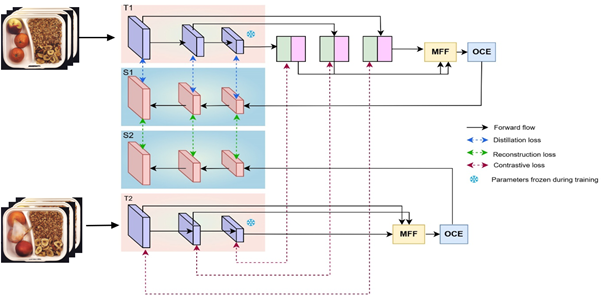 T1
MFF
OCE
S1
S2
Forward flow
Distillation loss
Reconstruction loss
Contrastive loss
Parameters frozen during training
T2
MFF
OCE